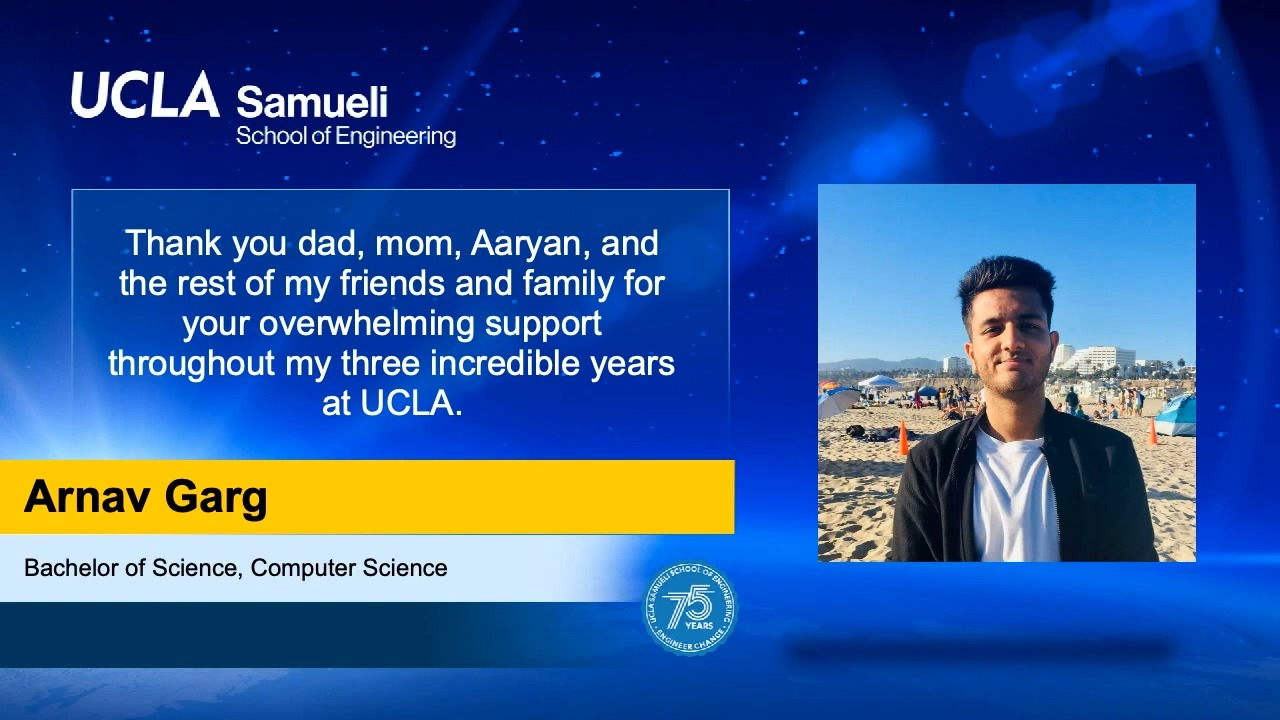 UCLA Samueli
School of Engineering
Thank you dad, mom, Aaryan, and
the rest of my friends and family for
your overwhelming support
throughout my three incredible years
at UCLA.
Arnav Garg
Bachelor of Science, Computer Science
UCLA SAMUELI SCHOOL OF ENGINEERING
75
YEARS
ENGINEER CHANGE